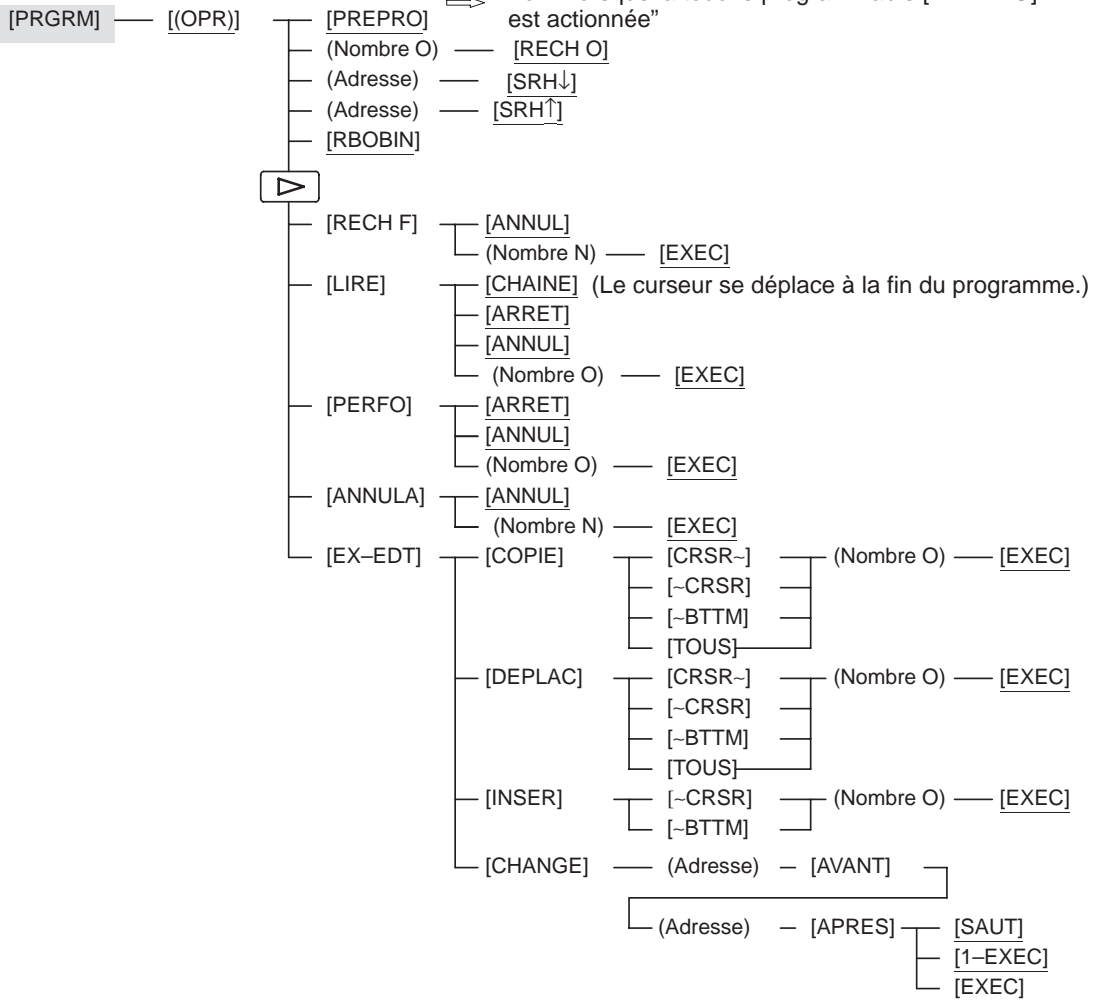 [PRGRM] [(OPR)] [PREPRO] est actionnée”
(Nombre O) [RECH O]
(Adresse) [SRH↓]
(Adresse) [SRH↑]
[RBOBIN]
[RECH F] [ANNUL]
(Nombre N) [EXEC]
[LIRE] [CHAINE] (Le curseur se déplace à la fin du programme.)
[ARRET]
[ANNUL]
(Nombre O) [EXEC]
[PERFO] [ARRET]
[ANNUL]
(Nombre O) [EXEC]
[ANNULA] [ANNUL]
(Nombre N) [EXEC]
[EX–EDT] [COPIE] [CRSR~] (Nombre O) [EXEC]
[~CRSR]
[~BTTM]
[TOUS]
[DEPLAC] [CRSR~] (Nombre O) [EXEC]
[~CRSR]
[~BTTM]
[TOUS]
[INSER] [~CRSR] (Nombre O) [EXEC]
[~BTTM]
[CHANGE] (Adresse) [AVANT]
(Adresse) [APRES] [SAUT]
[1–EXEC]
[EXEC]